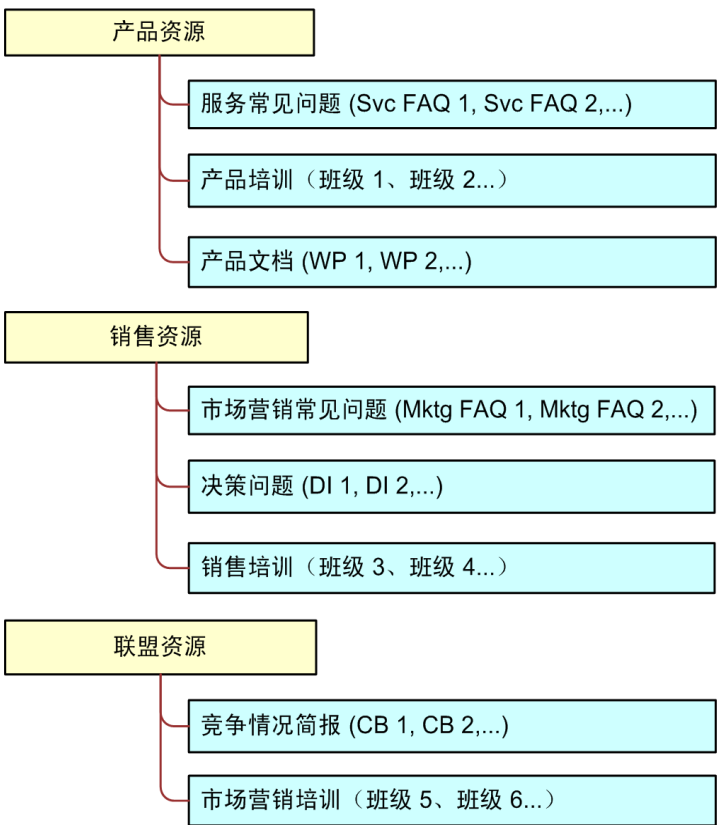 产品资源
服务常见问题 (Svc FAQ 1, Svc FAQ 2,...)
产品培训（班级 1、班级 2...）
产品文档 (WP 1, WP 2,...)
销售资源
市场营销常见问题 (Mktg FAQ 1, Mktg FAQ 2,...)
决策问题 (DI 1, DI 2,...)
销售培训（班级 3、班级 4...）
联盟资源
竞争情况简报 (CB 1, CB 2,...)
市场营销培训（班级 5、班级 6...）